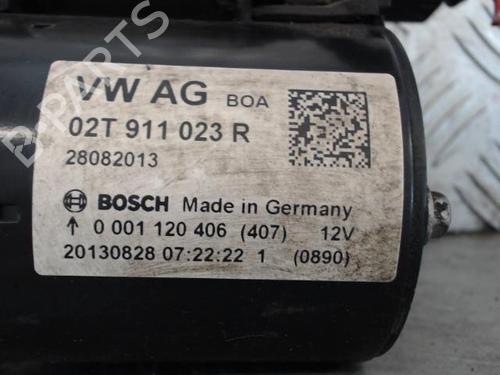 VW AG BOA
02T 911 023 R
28082013
BOSCH Made in Germany
↑ 0 001 120 406 (407) 12V
20130828 07:22:22 1 (0890)
B-PARTS